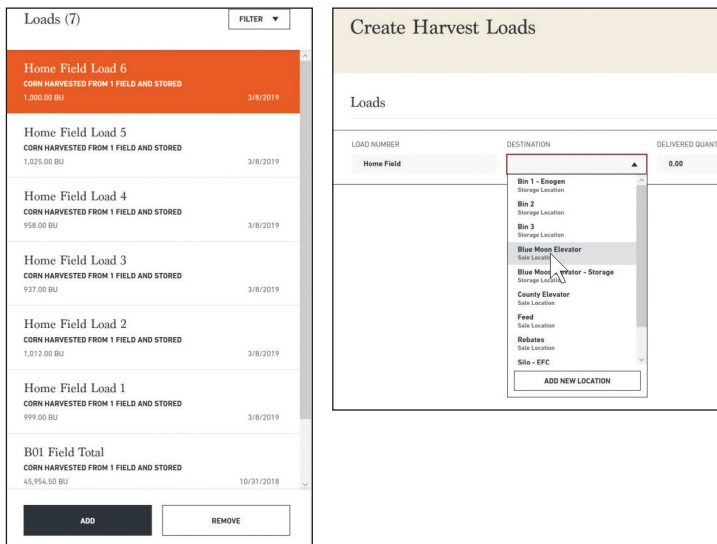 Loads (7)
FILTER
Home Field Load 6
CORN HARVESTED FROM 1 FIELD AND STORED
1,000.00 BU 3/8/2019
Home Field Load 5
CORN HARVESTED FROM 1 FIELD AND STORED
1,025.00 BU 3/8/2019
Home Field Load 4
CORN HARVESTED FROM 1 FIELD AND STORED
958.00 BU 3/8/2019
Home Field Load 3
CORN HARVESTED FROM 1 FIELD AND STORED
937.00 BU 3/8/2019
Home Field Load 2
CORN HARVESTED FROM 1 FIELD AND STORED
1,012.00 BU 3/8/2019
Home Field Load 1
CORN HARVESTED FROM 1 FIELD AND STORED
999.00 BU 3/8/2019
B01 Field Total
CORN HARVESTED FROM 1 FIELD AND STORED
45,954.50 BU 10/31/2018
ADD REMOVE
Create Harvest Loads
Loads
LOAD NUMBER DESTINATION DELIVERED QUANT
Home Field 0.00
Bin 1 - Enogen
Storage Location
Bin 2
Storage Location
Bin 3
Storage Location
Blue Moon Elevator
Sale Location
Blue Moon Elevator - Storage
Storage Location
County Elevator
Sale Location
Feed
Sale Location
Rebates
Sale Location
Silo - EFC
ADD NEW LOCATION